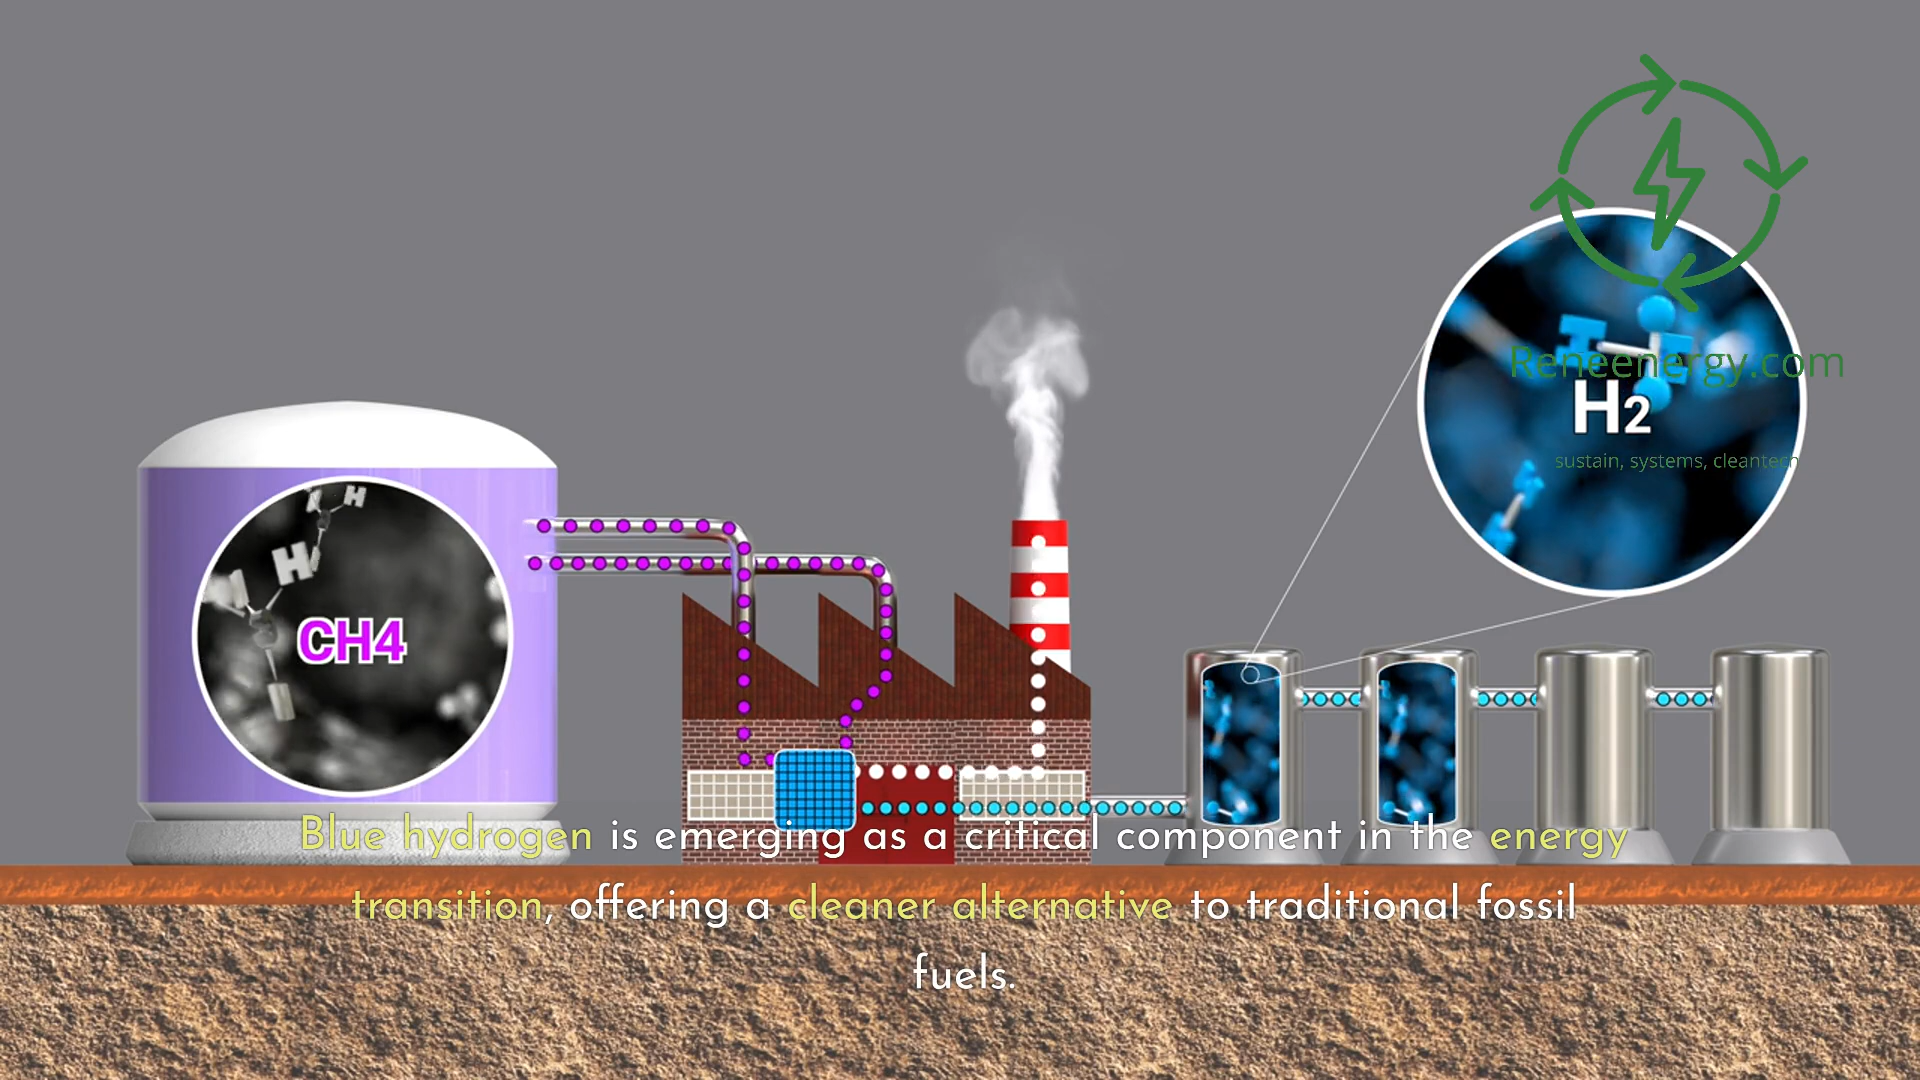 Reneenergy.com
H2
sustain, systems, cleantech
H
H
CH4
Blue hydrogen is emerging as a critical component in the energy
transition, offering a cleaner alternative to traditional fossil
fuels.